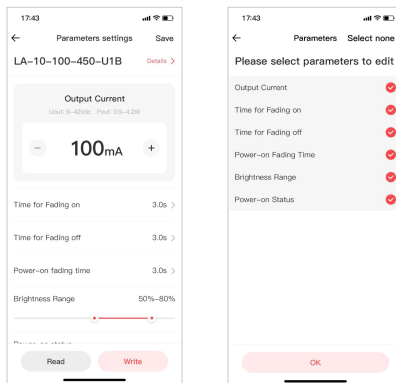 17:43
Parameters settings Save
LA-10-100-450-U1B Details >
Output Current
Uout: 9-42Vdc Pout: 0.9-4.2W
- 100mA +
Time for Fading on 3.0s >
Time for Fading off 3.0s >
Power-on fading time 3.0s >
Brightness Range 50%-80%
Read Write
17:43
Parameters Select none
Please select parameters to edit
Output Current
Time for Fading on
Time for Fading off
Power-on Fading Time
Brightness Range
Power-on Status
OK